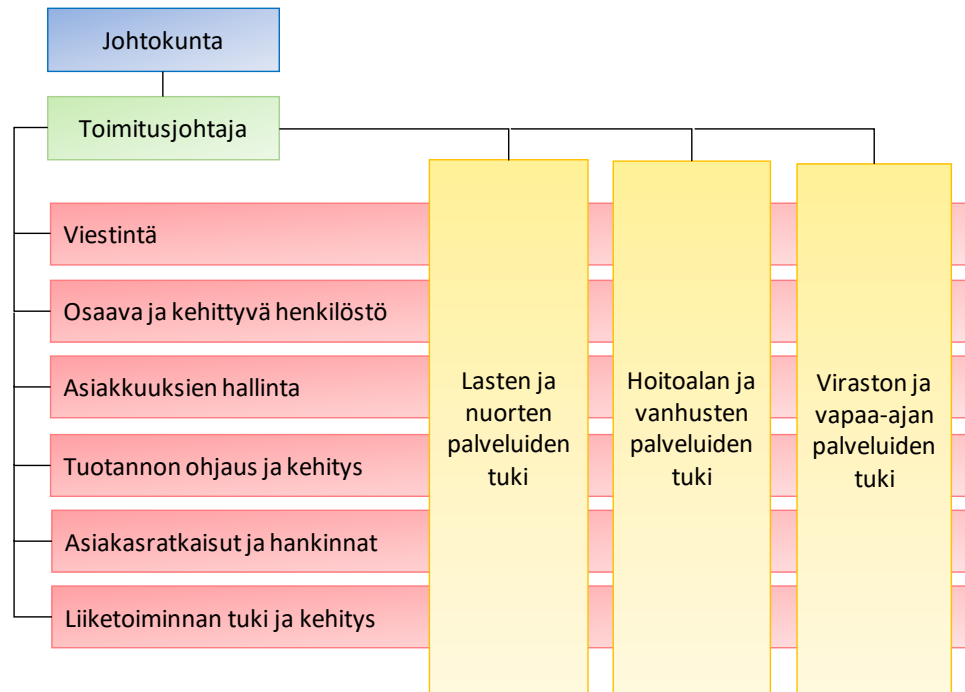 Johtokunta
Toimitusjohtaja
Viestintä
Osaava ja kehittyvä henkilöstö
Asiakkuuksien hallinta
Tuotannon ohjaus ja kehitys
Asiakasratkaisut ja hankinnat
Liiketoiminnan tuki ja kehitys
Lasten ja
nuorten
palveluiden
tuki
Hoitoalan ja
vanhusten
palveluiden
tuki
Viraston ja
vapaa-ajan
palveluiden
tuki